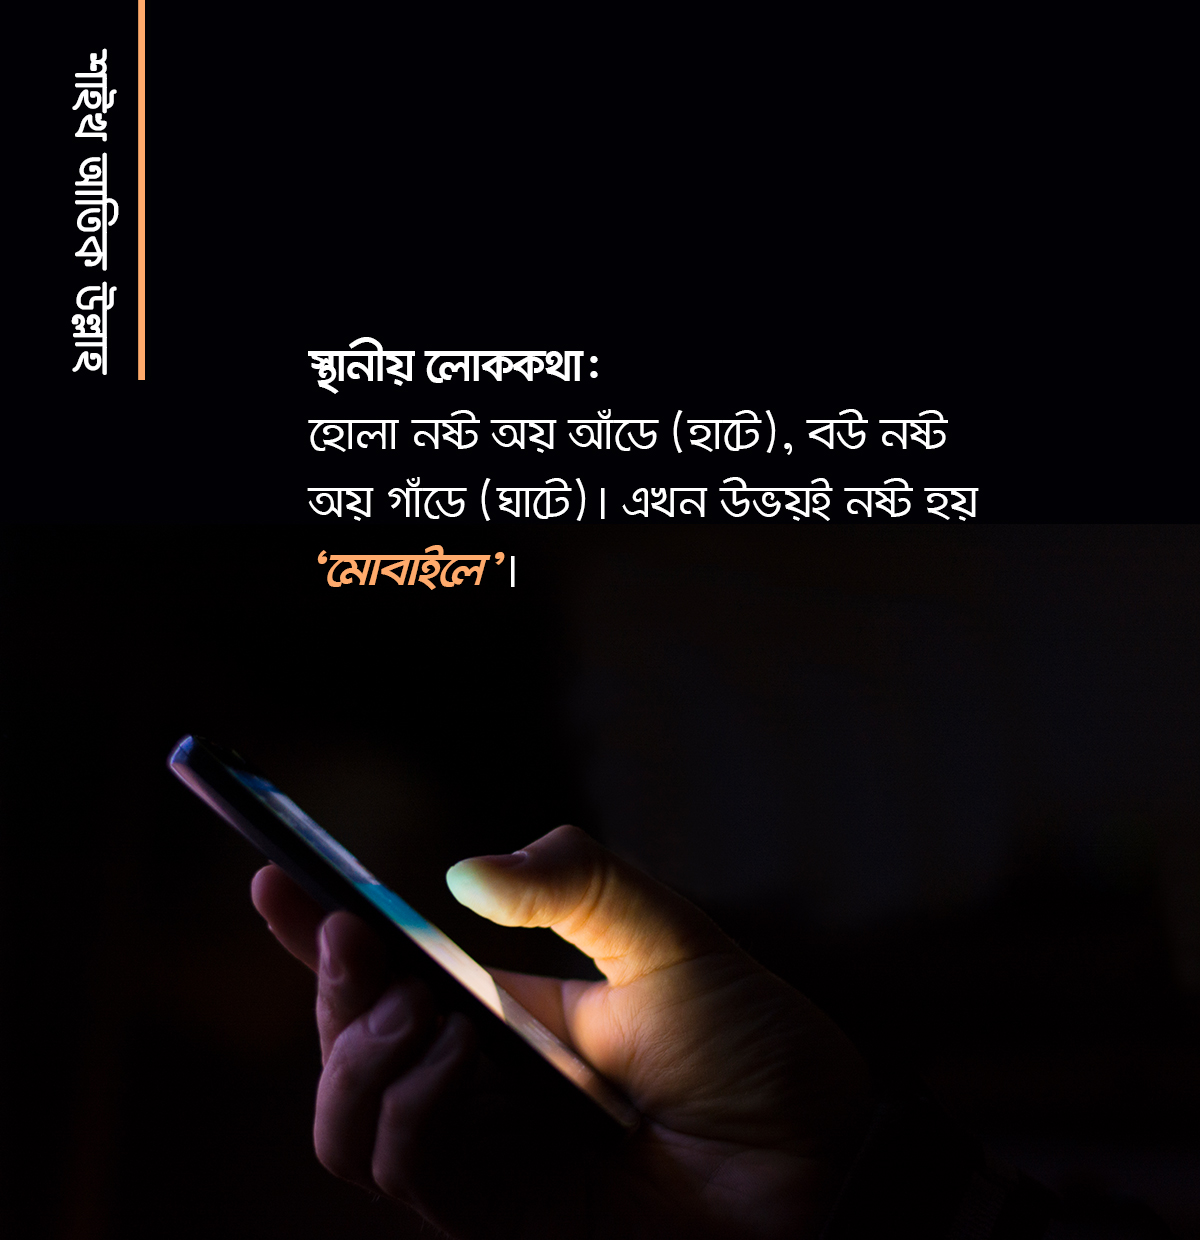 শাইখ আতিক উল্লাহ
স্থানীয় লোককথা:
হোলা নষ্ট অয় আঁডে (হাটে), বউ নষ্ট
অয় গাঁডে (ঘাটে)। এখন উভয়ই নষ্ট হয়
‘মোবাইলে’।